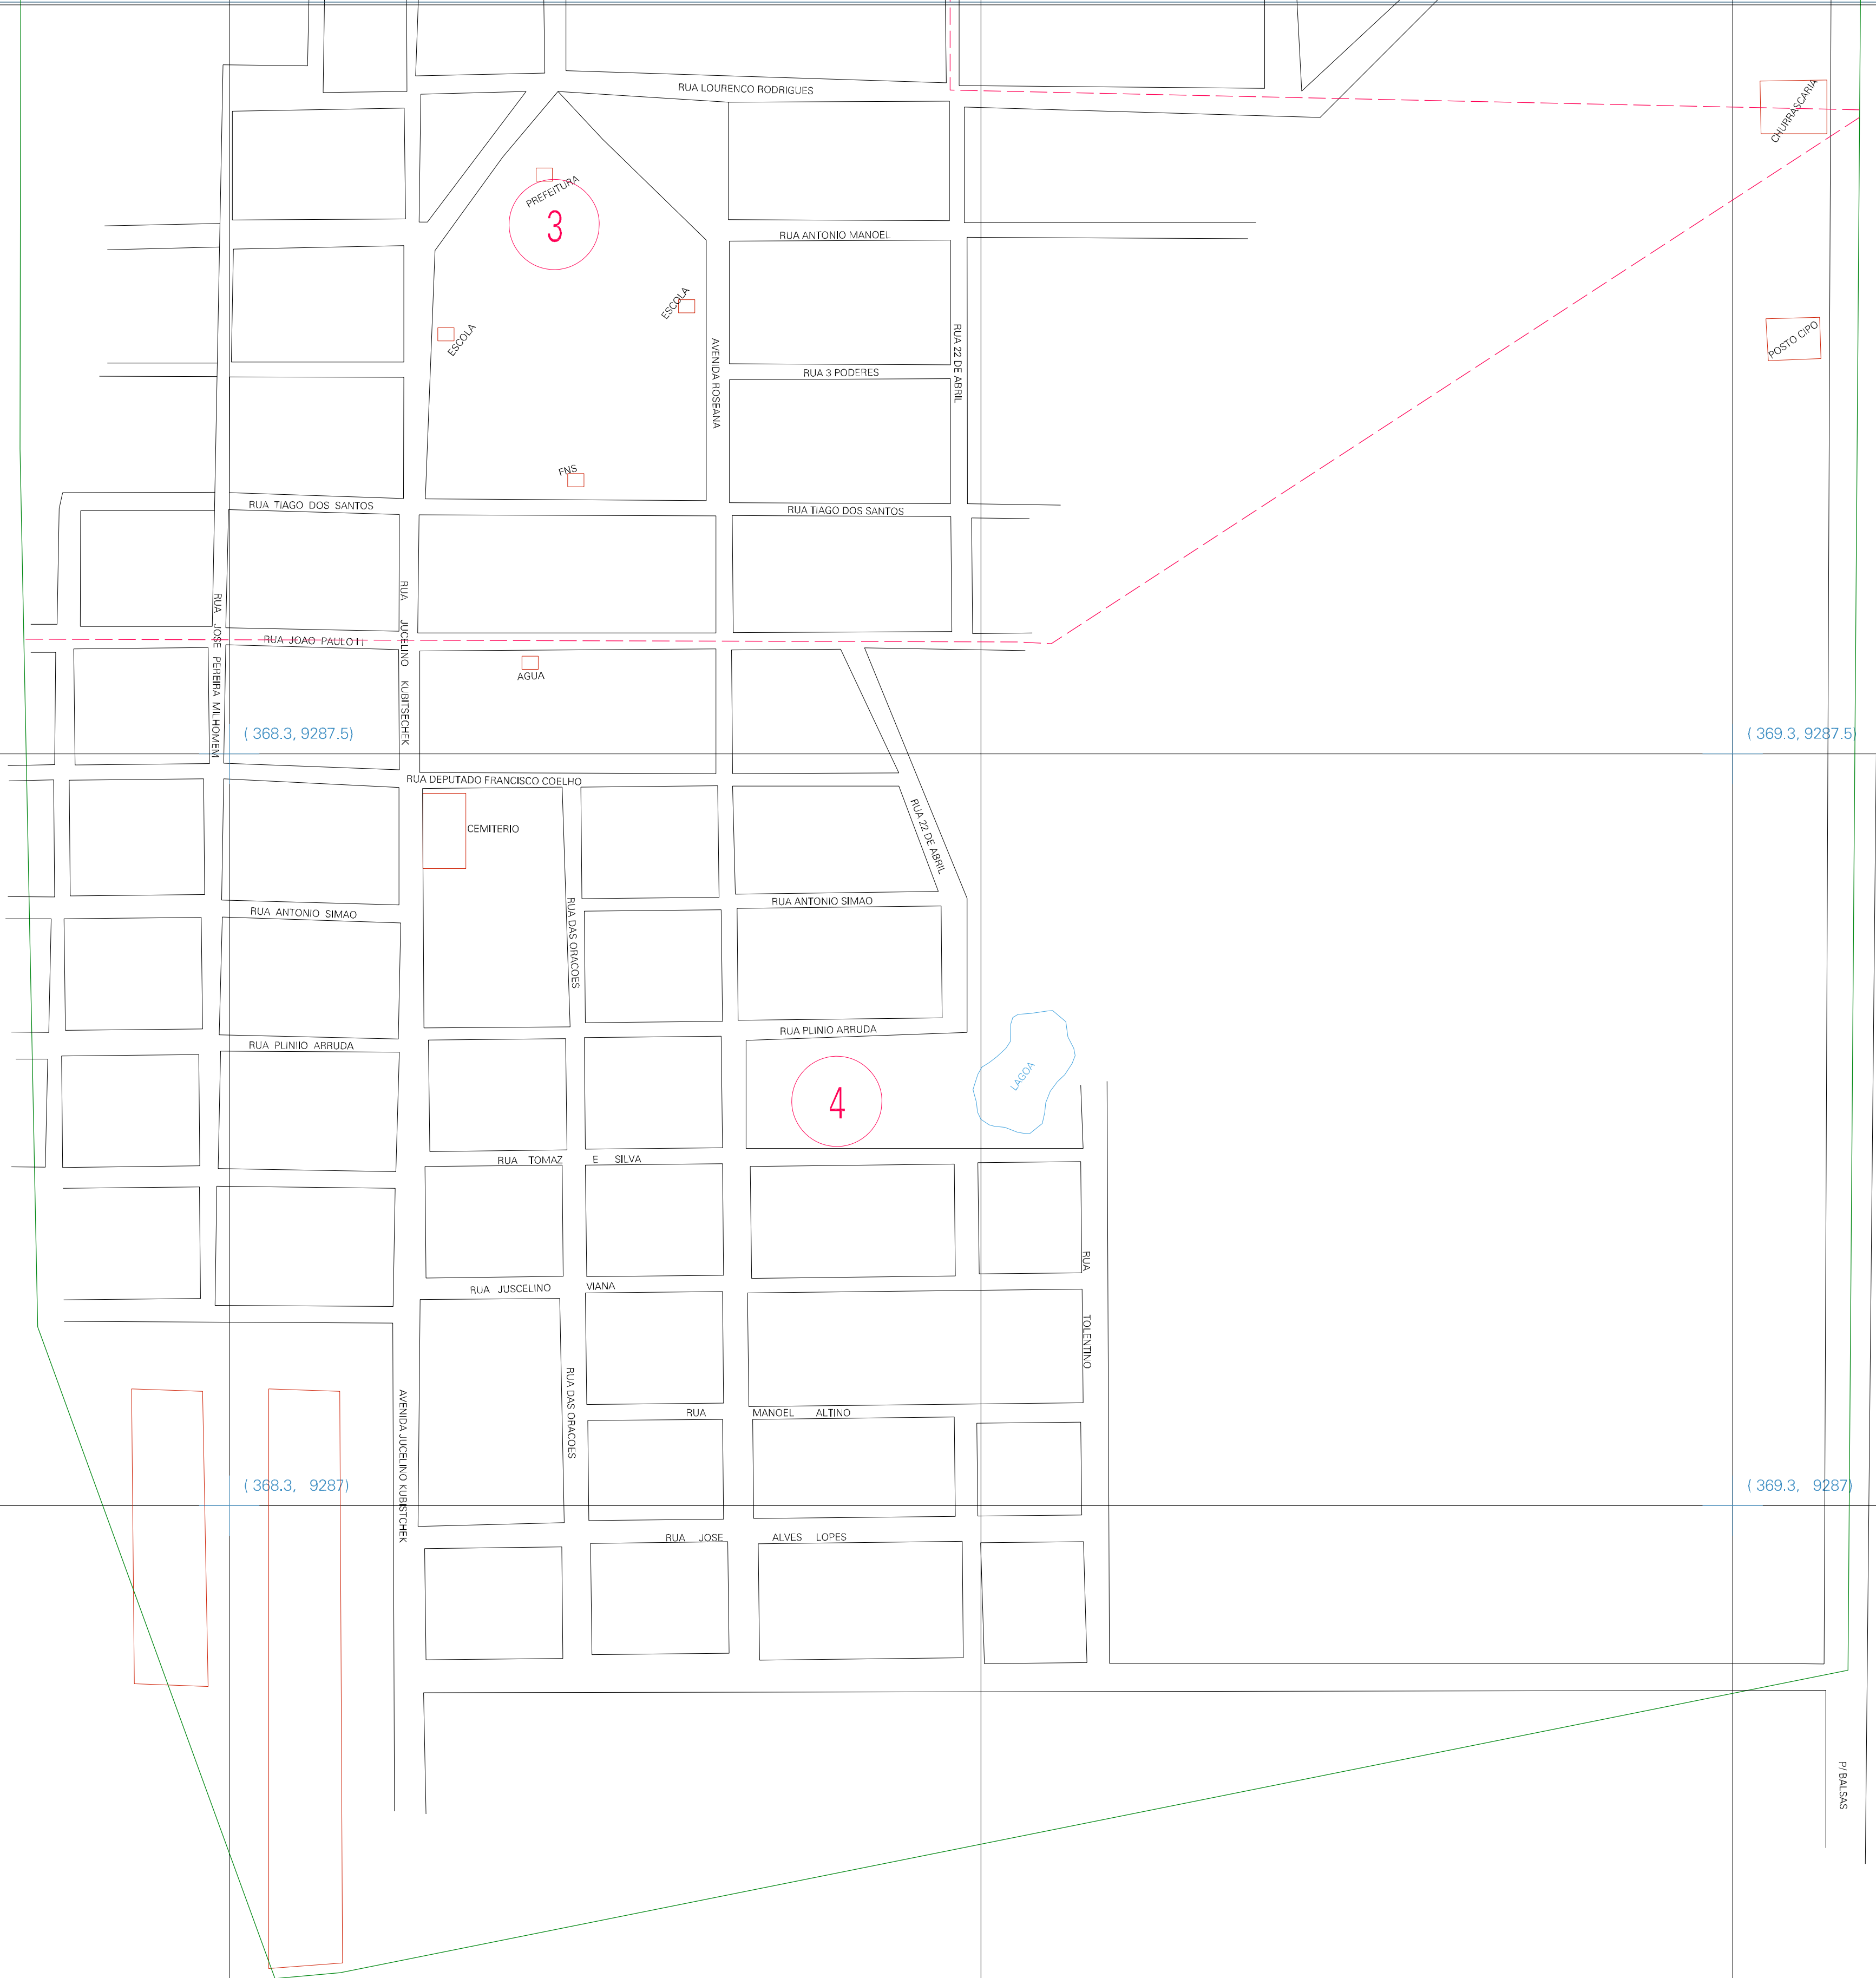 RUA LOURENCO RODRIGUES
CHURRASCARIA
PREFEITURA
3
RUA ANTONIO MANOEL
ESCOLA
ESCOLA
AVENIDA ROSEANA
RUA 22 DE ABRIL
POSTO CIPO
RUA 3 PODERES
FNS
RUA TIAGO DOS SANTOS
RUA TIAGO DOS SANTOS
RUA JOSE PEREIRA MILHOMEM
RUA JUCELINO KUBITSECHEK
RUA JOAO PAULO II
AGUA
( 368.3, 9287.5)
( 369.3, 9287.5)
RUA DEPUTADO FRANCISCO COELHO
CEMITERIO
RUA 22 DE ABRIL
RUA DAS ORACOES
RUA ANTONIO SIMAO
RUA ANTONIO SIMAO
RUA PLINIO ARRUDA
RUA PLINIIO ARRUDA
LAGOA
4
RUA TOMAZ E SILVA
RUA JUSCELINO VIANA
RUA TOLENTINO
RUA DAS ORACOES
AVENIDA JUCELINO KUBISTCHEK
RUA MANOEL ALTINO
( 368.3, 9287)
( 369.3, 9287)
RUA JOSE ALVES LOPES
P/ BALSAS